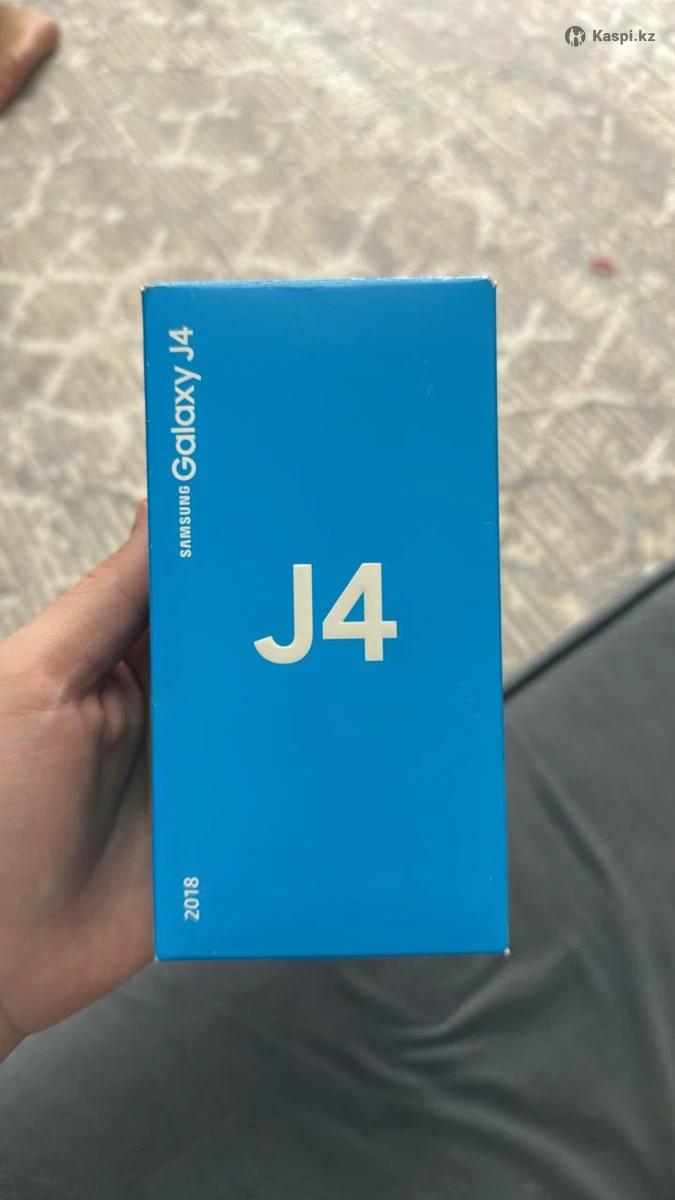 Kaspi.kz
SAMSUNG Galaxy J4
J4
2018